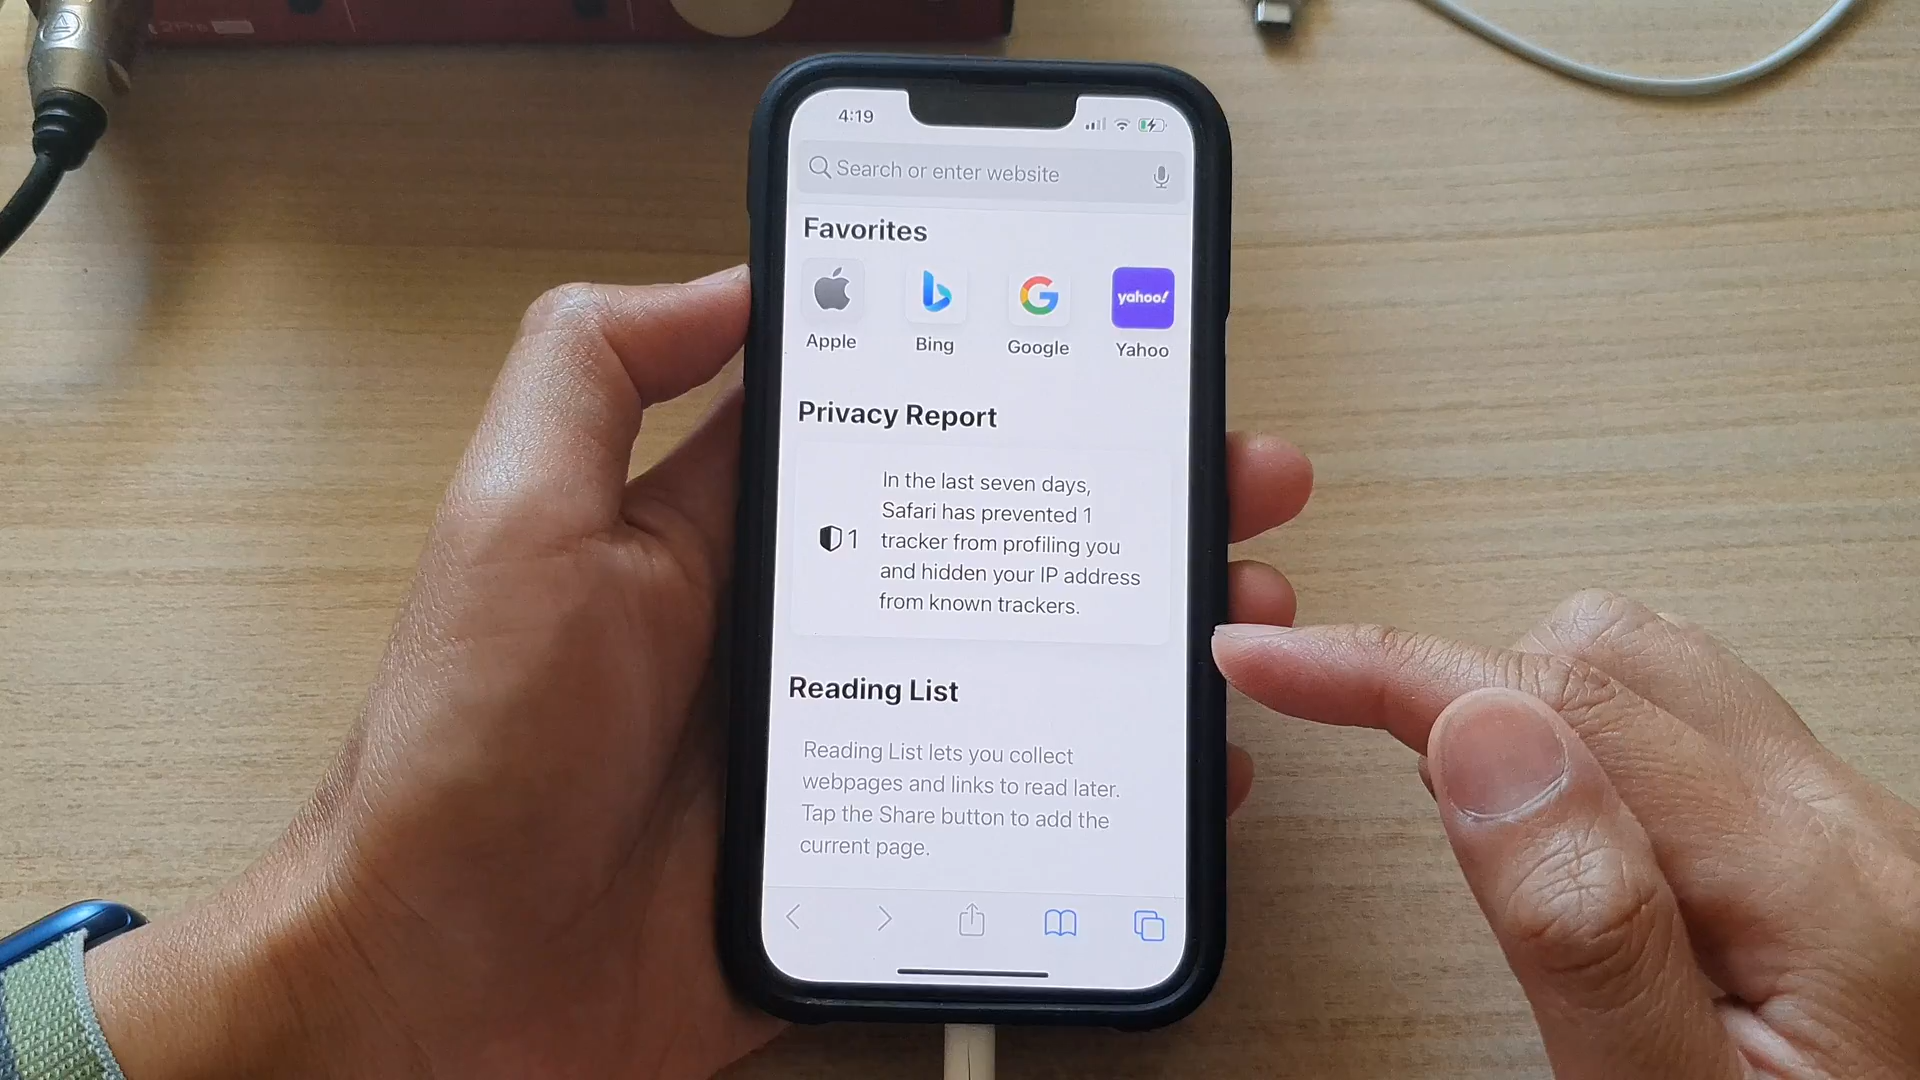 2Pre
4:19
Search or enter website
Favorites
yahoo!
Apple
Bing
Google
Yahoo
Privacy Report
1
In the last seven days,
Safari has prevented 1
tracker from profiling you
and hidden your IP address
from known trackers.
Reading List
Reading List lets you collect
webpages and links to read later.
Tap the Share button to add the
current page.